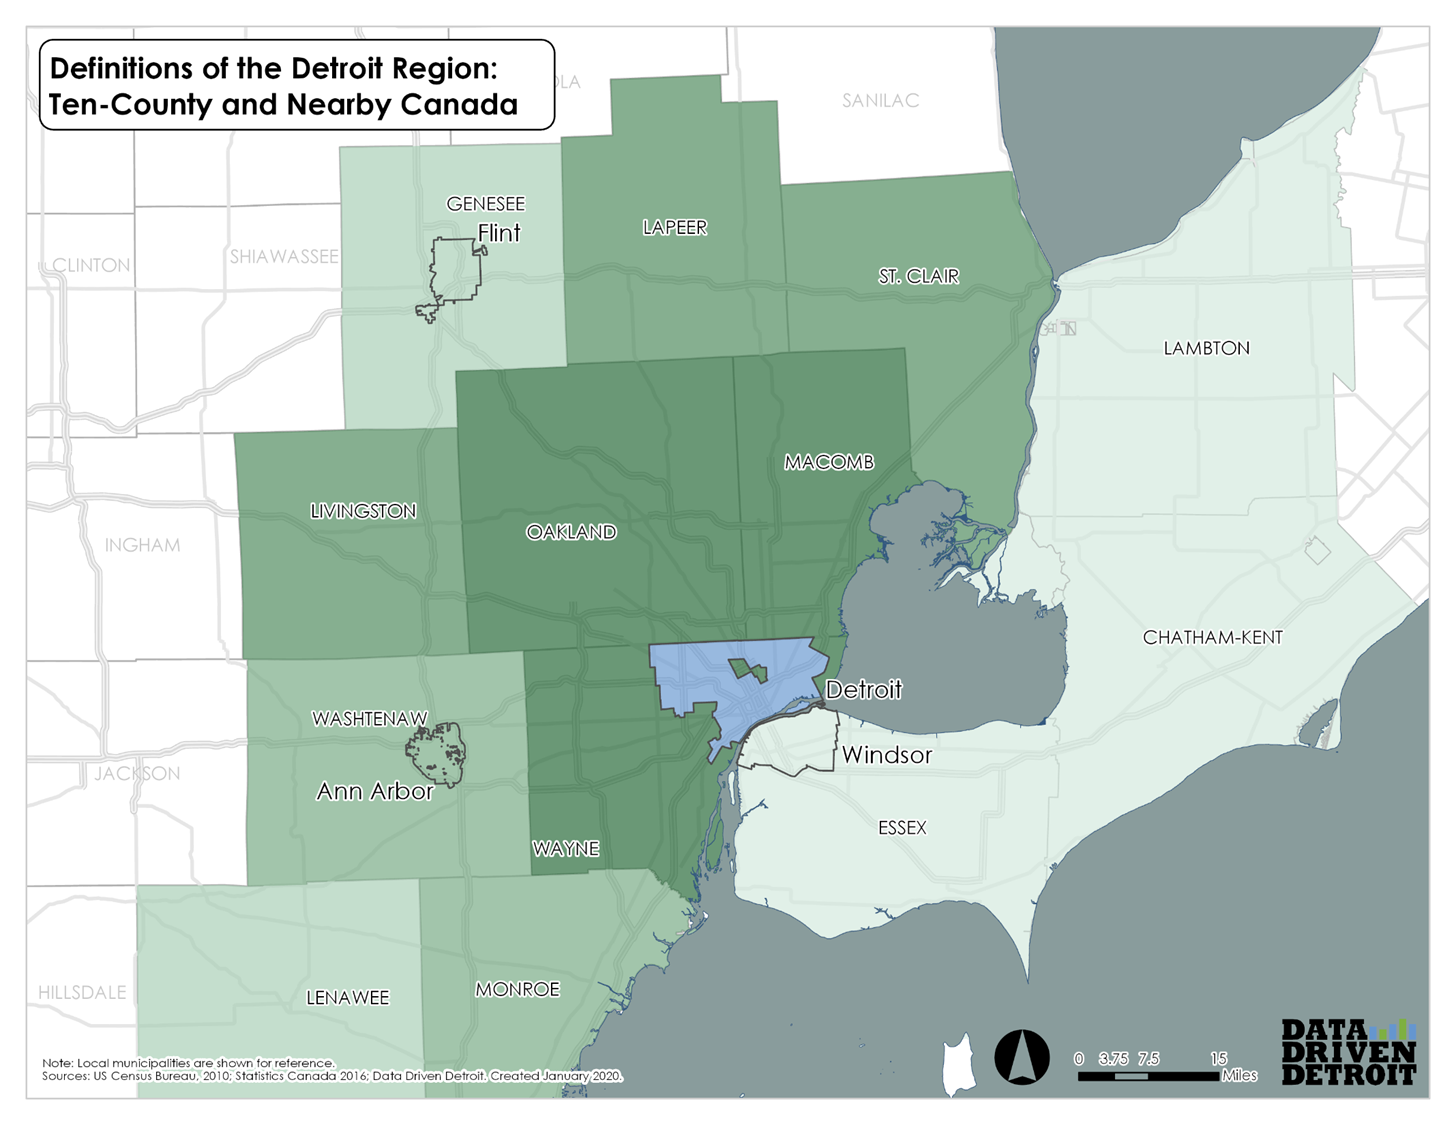 Definitions of the Detroit Region:
Ten-County and Nearby Canada
OLA
SANILAC
GENESEE
Flint
LAPEER
SHIAWASSEE
CLINTON
ST. CLAIR
LAMBTON
MACOMB
LIVINGSTON
OAKLAND
INGHAM
CHATHAM-KENT
Detroit
WASHTENAW
Windsor
JACKSON
Ann Arbor
ESSEX
WAYNE
HILLSDALE
LENAWEE
MONROE
Note: Local municipalities are shown for reference.
Sources: US Census Bureau, 2010; Statistics Canada 2016; Data Driven Detroit. Created January 2020.
0 3.75 7.5 15
Miles
DATA
DRIVEN
DETROIT